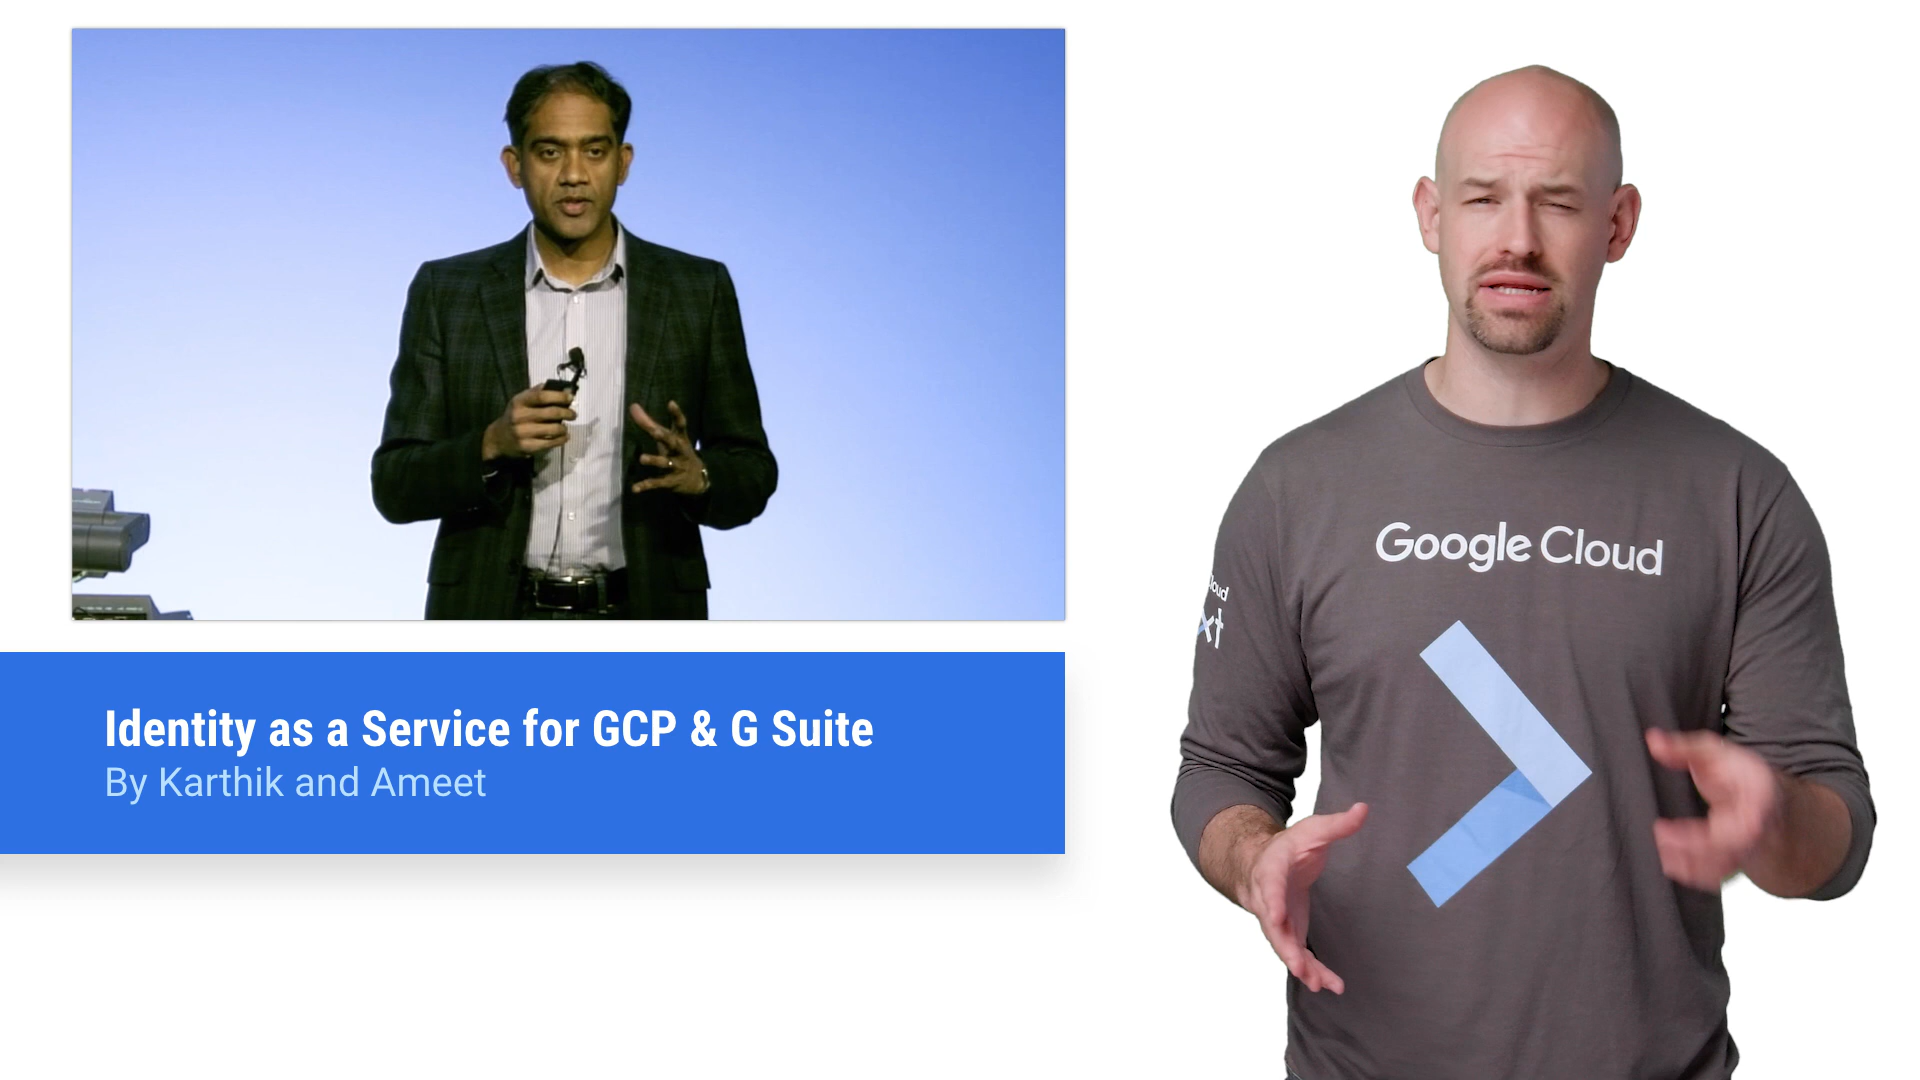 Identity as a Service for GCP & G Suite
By Karthik and Ameet
Google Cloud